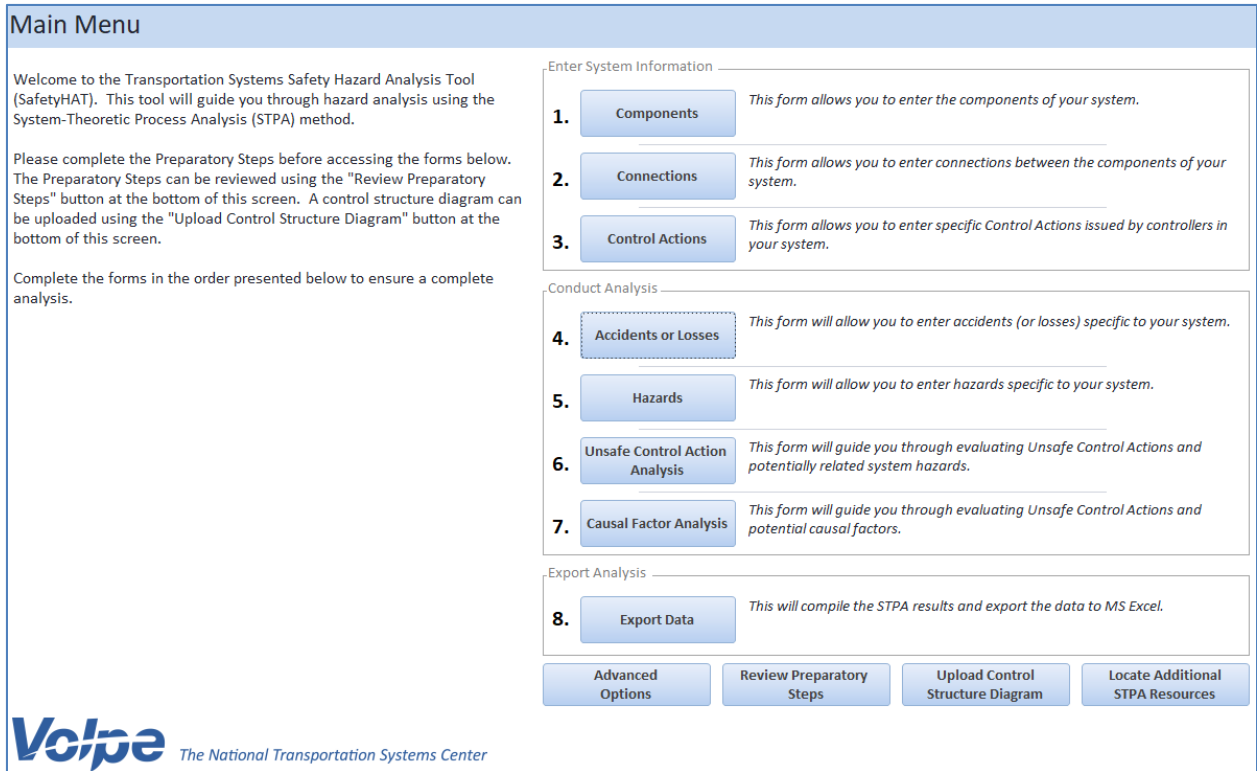 Main Menu
Welcome to the Transportation Systems Safety Hazard Analysis Tool
(SafetyHAT).  This tool will guide you through hazard analysis using the
System-Theoretic Process Analysis (STPA) method.
Please complete the Preparatory Steps before accessing the forms below.
The Preparatory Steps can be reviewed using the "Review Preparatory
Steps" button at the bottom of this screen.  A control structure diagram can
be uploaded using the "Upload Control Structure Diagram" button at the
bottom of this screen.
Complete the forms in the order presented below to ensure a complete
analysis.
Enter System Information
1.
Components
This form allows you to enter the components of your system.
2.
Connections
This form allows you to enter connections between the components of your
system.
3.
Control Actions
This form allows you to enter specific Control Actions issued by controllers in
your system.
Conduct Analysis
4.
Accidents or Losses
This form will allow you to enter accidents (or losses) specific to your system.
5.
Hazards
This form will allow you to enter hazards specific to your system.
6.
Unsafe Control Action
Analysis
This form will guide you through evaluating Unsafe Control Actions and
potentially related system hazards.
7.
Causal Factor Analysis
This form will guide you through evaluating Unsafe Control Actions and
potential causal factors.
Export Analysis
8.
Export Data
This will compile the STPA results and export the data to MS Excel.
Advanced
Options
Review Preparatory
Steps
Upload Control
Structure Diagram
Locate Additional
STPA Resources
Volpe
The National Transportation Systems Center